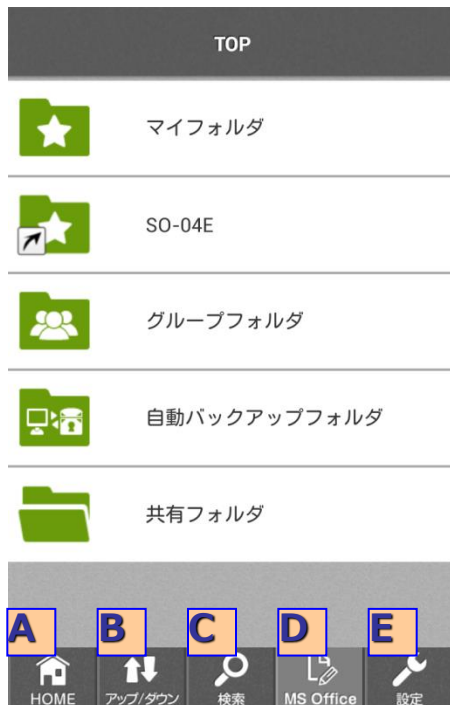 TOP
マイフォルダ
SO-04E
グループフォルダ
自動バックアップフォルダ
共有フォルダ
A B C D E
HOME アップ/ダウン 検索 MS Office 設定